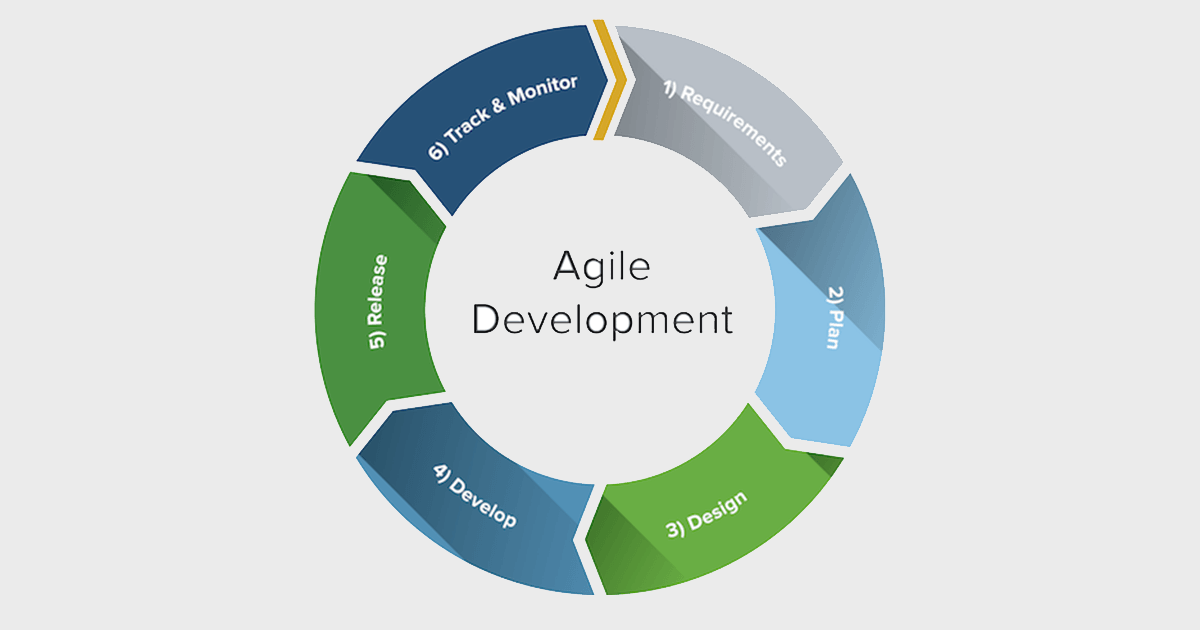 Agile
Development
1) Requirements
2) Plan
3) Design
4) Develop
5) Release
6) Track & Monitor